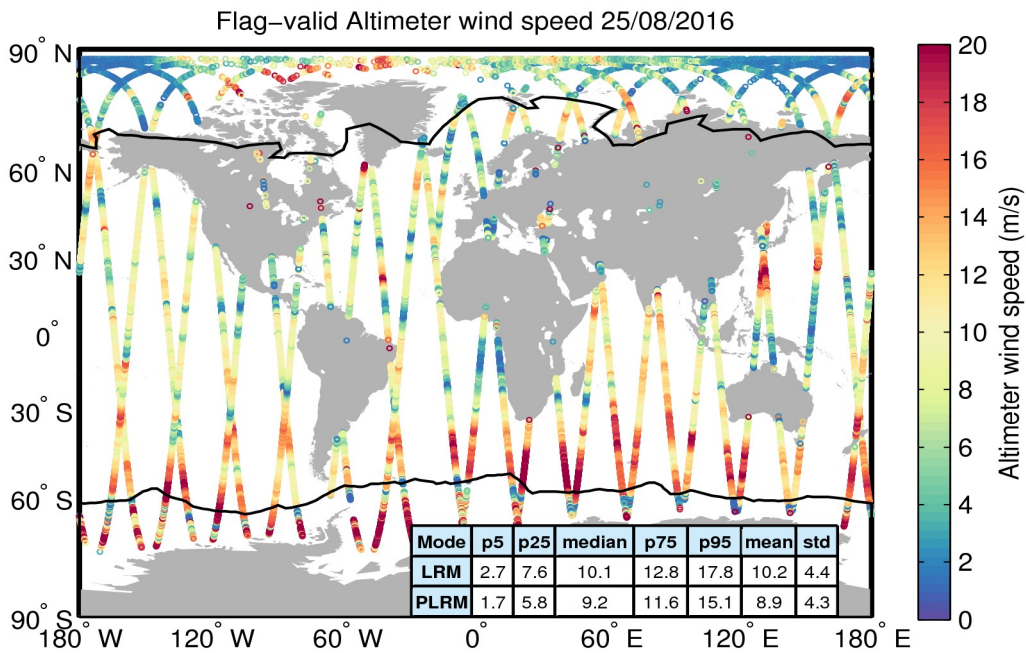 Flag−valid Altimeter wind speed 25/08/2016
90° N
60° N
30° N
0°
30° S
60° S
90° S
180° W
120° W
60° W
0°
60° E
120° E
180° E
Mode p5 p25 median p75 p95 mean std
LRM 2.7 7.6 10.1 12.8 17.8 10.2 4.4
PLRM 1.7 5.8 9.2 11.6 15.1 8.9 4.3
20
18
16
14
12
10
8
6
4
2
0
Altimeter wind speed (m/s)